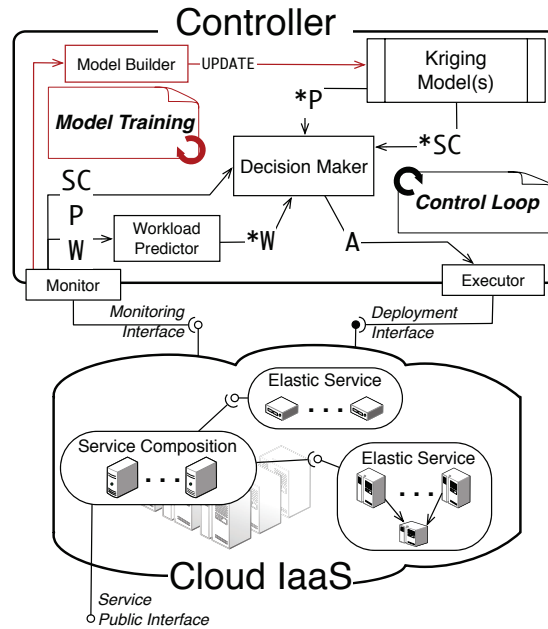 Controller
Model Builder
UPDATE
Kriging
Model(s)
*P
Model Training
*SC
Decision Maker
SC
P
W
Control Loop
Workload
Predictor
*W
A
Monitor
Executor
Monitoring
Interface
Deployment
Interface
Elastic Service
. . .
Service Composition
. . .
Elastic Service
. . .
Cloud IaaS
Service
Public Interface